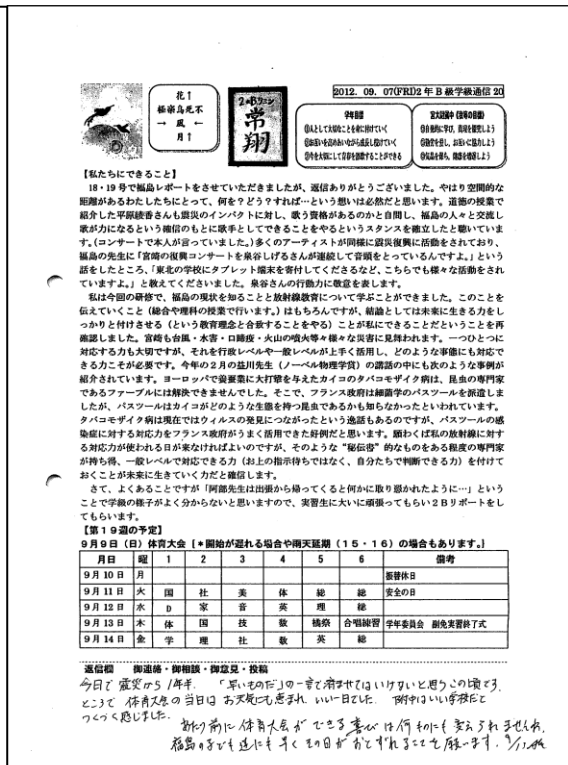 花↑
極楽鳥死不
→ 風 ←
月↑
2の Bクラン
常
翔
2012. 09. 07(FRI)2年B級学級通信 20
学年目標
①人として大切なことを身に付けていく
②お互いを高めあいながら成長し続けていく
③今を大切にして青春を謳歌することができる
【私たちにできること】
18・19号で福島レポートをさせていただきましたが、返信ありがとうございました。やはり空間的な
距離があるわたしたちにとって、何を?どう?すれば…という想いは必然だと思います。道徳の授業で
紹介した平原綾香さんも震災のインパクトに対し、歌う資格があるのかと自問し、福島の人々と交流し
歌が力になるという確信のもとに歌手としてできることをやるというスタンスを確立したと聴いていま
す。(コンサートで本人が言っていました。)多くのアーティストが同様に震災復興に活動をされており、
福島の先生に「宮崎の復興コンサートを泉谷しげるさんが連続して音頭をとっているんですよ。」という
話をしたところ、「東北の学校にタブレット端末を寄付してくださるなど、こちらでも様々な活動をされ
ていますよ。」と教えてくださいました。泉谷さんの行動力に敬意を表します。
私は今回の研修で、福島の現状を知ることと放射線教育について学ぶことができました。このことを
伝えていくこと(総合や理科の授業で行います。)はもちろんですが、結論としては未来に生きる力をし
っかりと付けさせる(という教育理念と合致することをやる)ことが私にできることだということを再
確認しました。宮崎も台風・水害・口蹄疫・火山の噴火等々様々な災害に見舞われます。一つひとつに
対応する力も大切ですが、それを行政レベルや一般レベルが上手く活用し、どのような事態にも対応で
きる力こそが必要です。今年の2月の益川先生(ノーベル物理学賞)の講話の中にも次のような事例が
紹介されています。ヨーロッパで養蚕業に大打撃を与えたカイコのタバコモザイク病は、昆虫の専門家
であるファーブルには解決できませんでした。そこで、フランス政府は細菌学のパスツールを派遣しま
したが、パスツールはカイコがどのような生態を持つ昆虫であるかも知らなかったといわれています。
タバコモザイク病は現在ではウィルスの発見につながったという逸話もあるのですが、パスツールの感
染症に対する対応力をフランス政府がうまく活用できた好例だと思います。願わくば私の放射線に対す
る対応力が使われる日が来なければよいのですが、そのような“秘伝書”的なものをある程度の専門家
が持ち得、一般レベルで対応できる力(お上の指示待ちではなく、自分たちで判断できる力)を付けて
おくことが未来に生きていく力だと確信します。
さて、よくあることですが「阿部先生は出張から帰ってくると何かに取り憑かれたように…」という
ことで学級の様子がよく分からないと思いますので、実習生に大いに頑張ってもらい2Bリポートをし
てもらいます。
【第19週の予定】
9月9日(日)体育大会 {*開始が遅れる場合や雨天延期(15・16)の場合もあります。}
月日 曜 1 2 3 4 5 6 備考
9月10日 月 振替休日
9月11日 火 国 社 美 体 総 総 安全の日
9月12日 水 D 家 音 英 理 総
9月13日 木 体 国 技 数 橘祭 合唱練習 学年委員会 副免実習終了式
9月14日 金 学 理 社 数 英 総
返信欄 御連絡・御相談・御意見・投稿
今日で震災から1年半。「早いものだ」の一言で済ませてはいけないと思うこの頃です。
ところで 体育大会の当日は お天気にも恵まれ いい一日でした。 附中はいい学校だと
つくづく感じました。
あたり前に体育大会ができる喜びは何ものにも変えられませんね。
福島の子ども達にも早くその日がおとずれることを願います。9/11